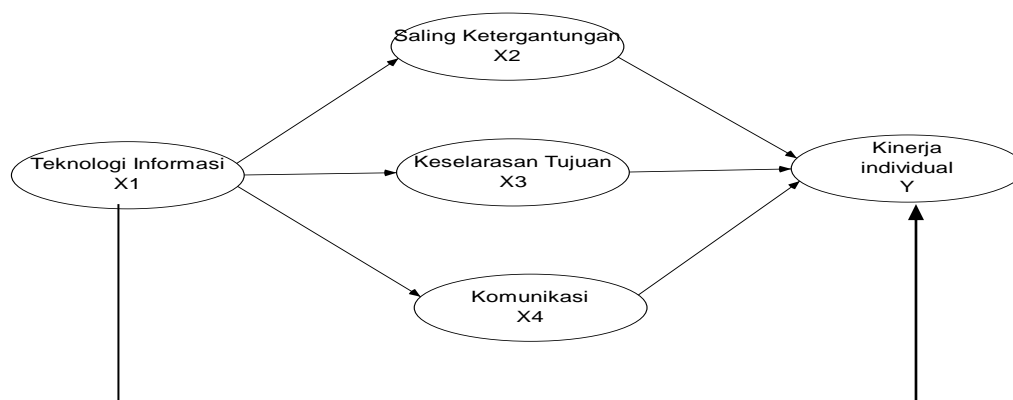 Saling Ketergantungan
X2
Teknologi Informasi
X1
Keselarasan Tujuan
X3
Kinerja
individual
Y
Komunikasi
X4